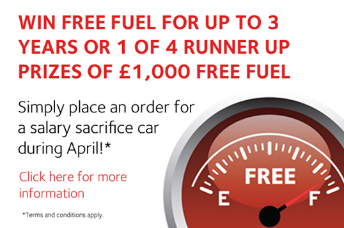 WIN FREE FUEL FOR UP TO 3
YEARS OR 1 OF 4 RUNNER UP
PRIZES OF £1,000 FREE FUEL
Simply place an order for
a salary sacrifice car
during April!*
Click here for more
information
*Terms and conditions apply.
FREE
E
F